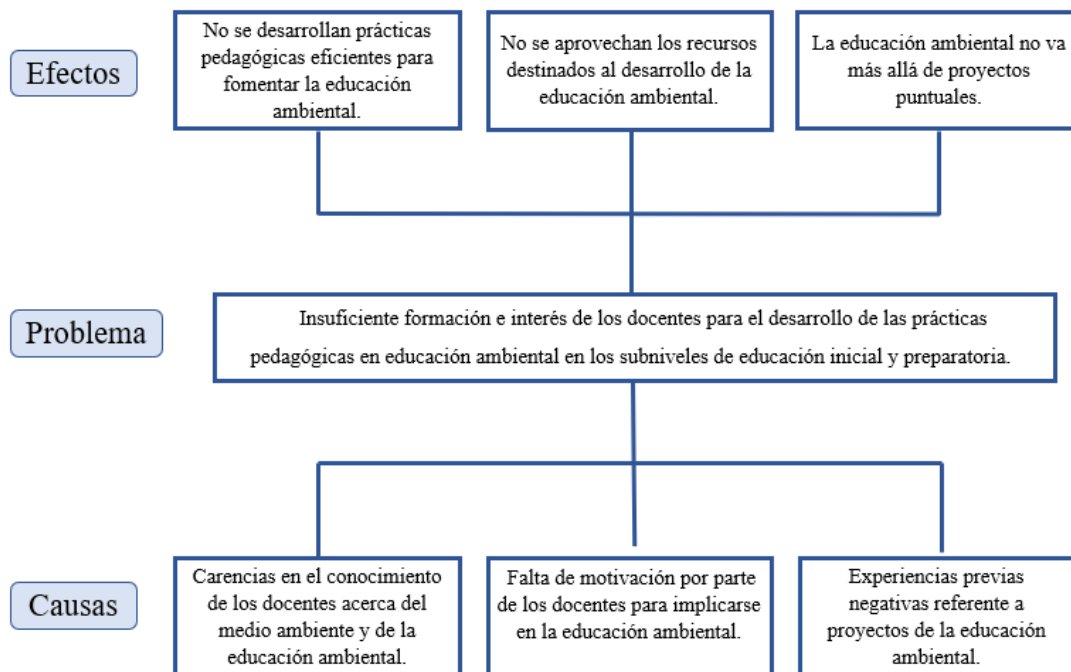 Efectos
No se desarrollan prácticas
pedagógicas eficientes para
fomentar la educación
ambiental.
No se aprovechan los recursos
destinados al desarrollo de la
educación ambiental.
La educación ambiental no va
más allá de proyectos
puntuales.
Problema
Insuficiente formación e interés de los docentes para el desarrollo de las prácticas
pedagógicas en educación ambiental en los subniveles de educación inicial y preparatoria.
Causas
Carencias en el conocimiento
de los docentes acerca del
medio ambiente y de la
educación ambiental.
Falta de motivación por parte
de los docentes para implicarse
en la educación ambiental.
Experiencias previas
negativas referente a
proyectos de la educación
ambiental.